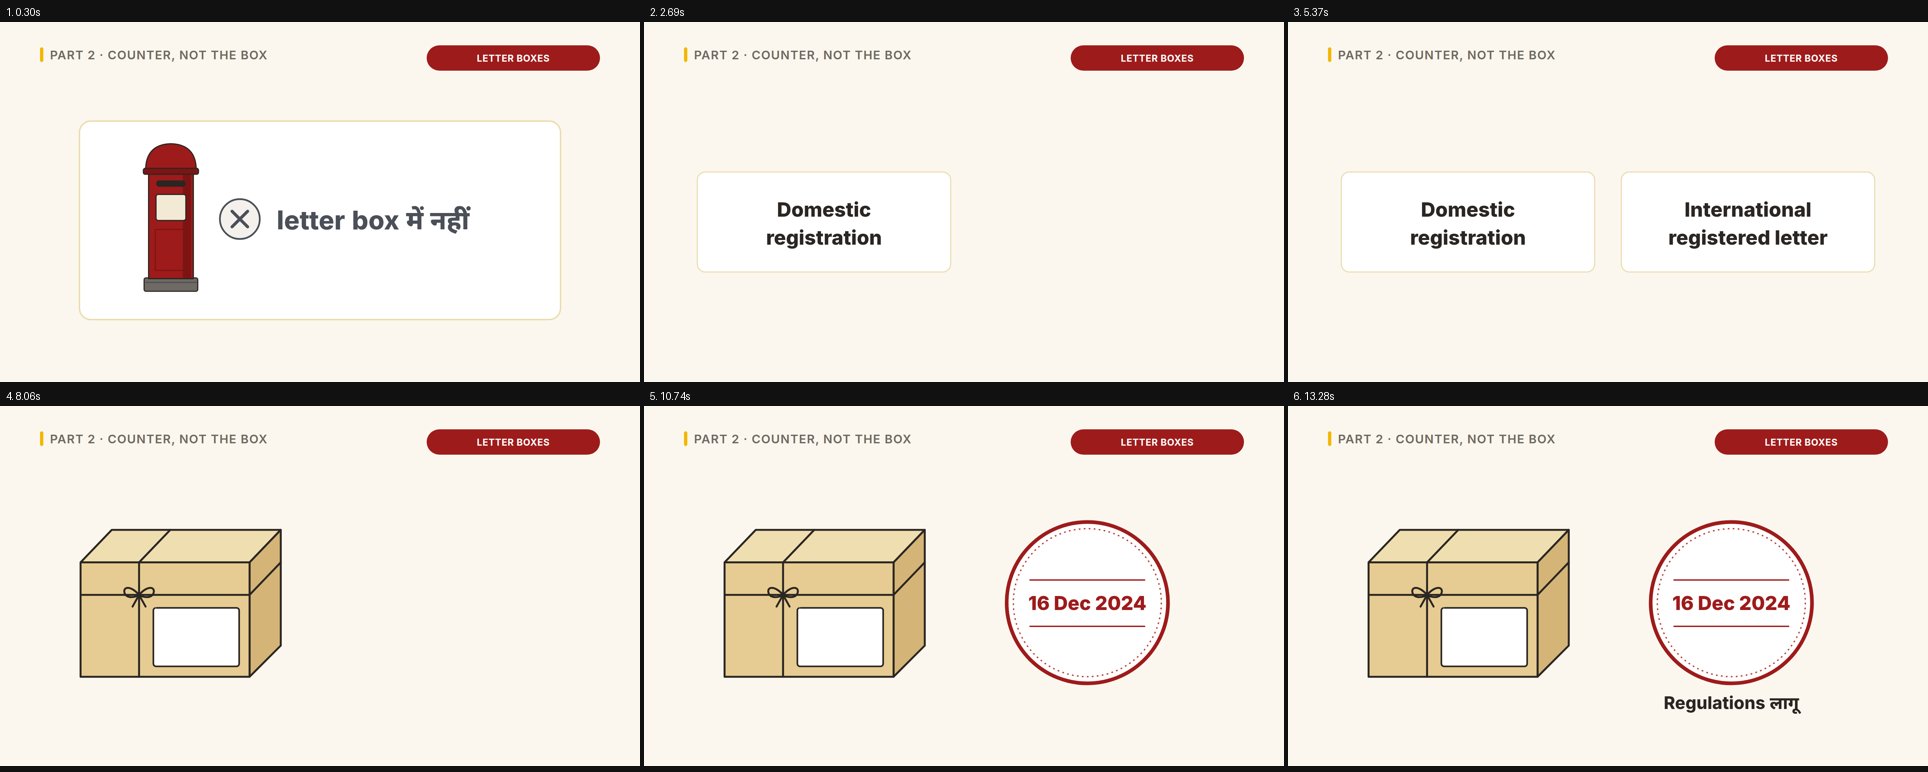 1. 0.30s
PART 2 · COUNTER, NOT THE BOX
LETTER BOXES
letter box में नहीं
2. 2.69s
PART 2 · COUNTER, NOT THE BOX
LETTER BOXES
Domestic
registration
3. 5.37s
PART 2 · COUNTER, NOT THE BOX
LETTER BOXES
Domestic
registration
International
registered letter
4. 8.06s
PART 2 · COUNTER, NOT THE BOX
LETTER BOXES
5. 10.74s
PART 2 · COUNTER, NOT THE BOX
LETTER BOXES
16 Dec 2024
6. 13.28s
PART 2 · COUNTER, NOT THE BOX
LETTER BOXES
16 Dec 2024
Regulations लागू